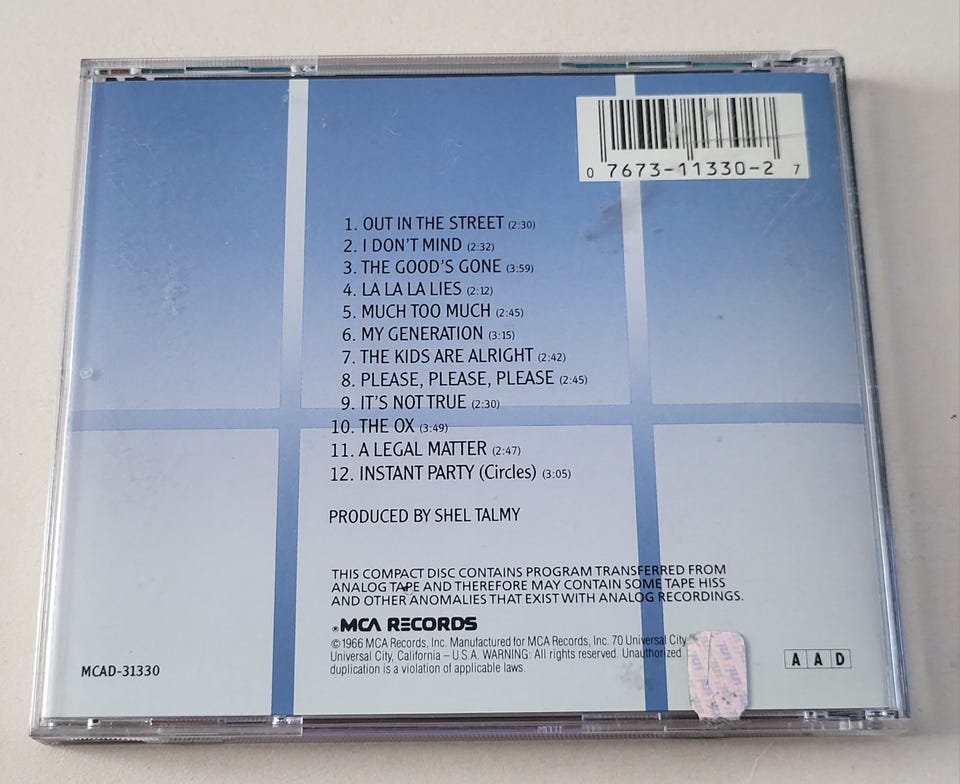 0 7673-11330-2 7
1. OUT IN THE STREET (2:30)
2. I DON'T MIND (2:32)
3. THE GOOD'S GONE (3:59)
4. LA LA LA LIES (2:12)
5. MUCH TOO MUCH (2:45)
6. MY GENERATION (3:15)
7. THE KIDS ARE ALRIGHT (2:42)
8. PLEASE, PLEASE, PLEASE (2:45)
9. IT'S NOT TRUE (2:30)
10. THE OX (3:49)
11. A LEGAL MATTER (2:47)
12. INSTANT PARTY (Circles) (3:05)
PRODUCED BY SHEL TALMY
THIS COMPACT DISC CONTAINS PROGRAM TRANSFERRED FROM
ANALOG TAPE AND THEREFORE MAY CONTAIN SOME TAPE HISS
AND OTHER ANOMALIES THAT EXIST WITH ANALOG RECORDINGS.
MCA RECORDS
©1966 MCA Records, Inc. Manufactured for MCA Records, Inc. 70 Universal City
Universal City, California – U.S.A. WARNING: All rights reserved. Unauthorized
duplication is a violation of applicable laws.
MCAD-31330
A A D